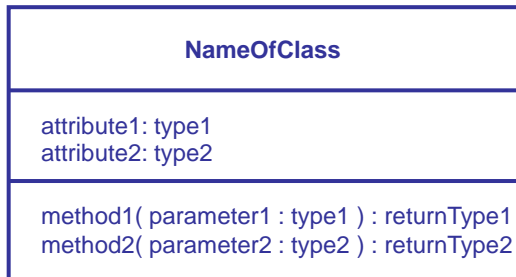 NameOfClass
attribute1: type1
attribute2: type2
method1( parameter1 : type1 ) : returnType1
method2( parameter2 : type2 ) : returnType2